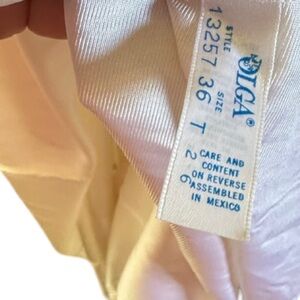 OLGA®
STYLE SIZE
13257 36 T 2 6
CARE AND
CONTENT
ON REVERSE
ASSEMBLED
IN MEXICO